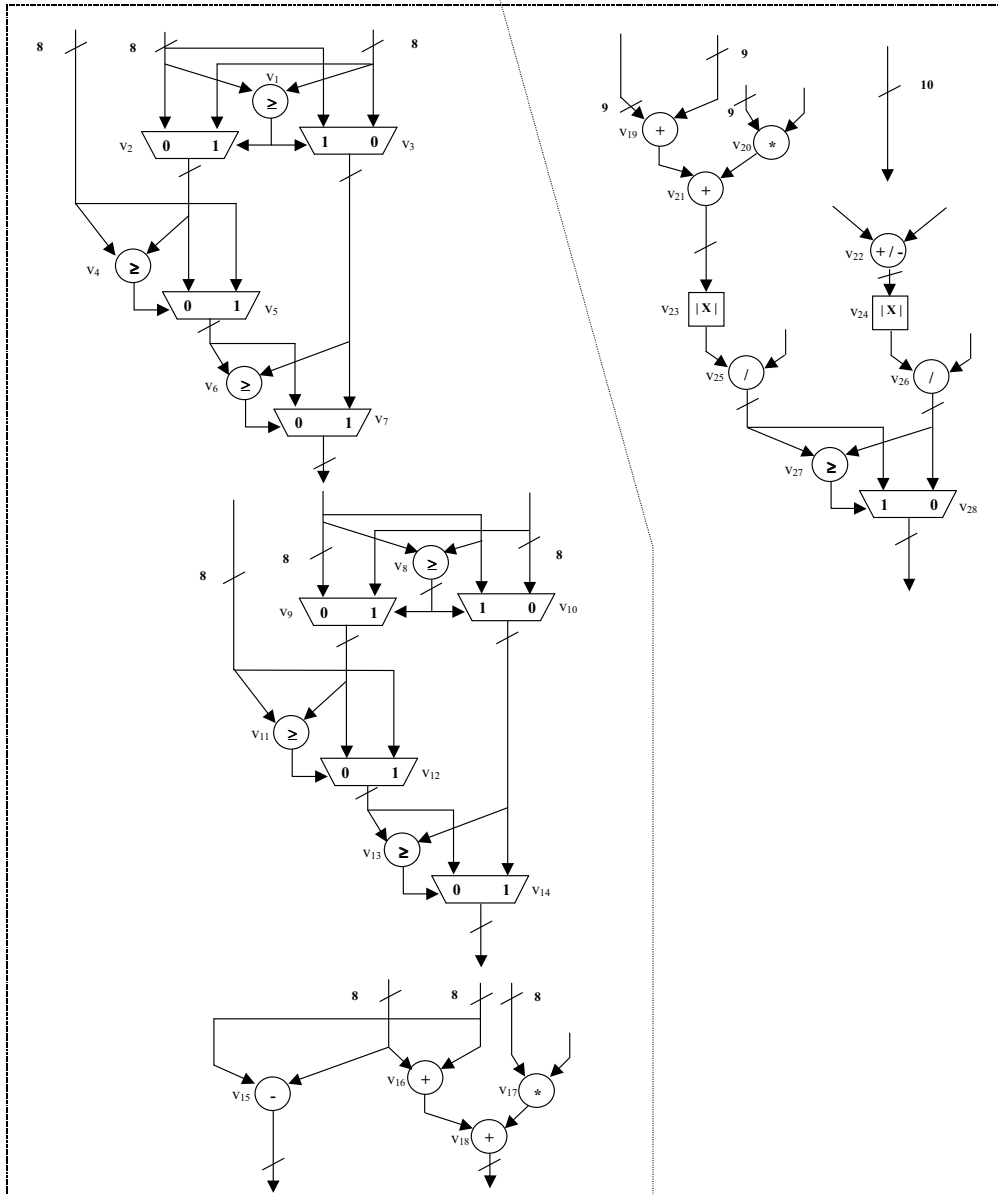 8 8 8
v1
≥
v2 0 1 1 0 v3
v4 ≥
0 1 v5
v6 ≥
0 1 v7
8 8 v8 ≥ 8
v9 0 1 1 0 v10
v11 ≥
0 1 v12
v13 ≥
0 1 v14
8 8 8
v15 - v16 + v17 *
v18 +
9 10
9 9
v19 + v20 *
v21 +
v22 + / -
v23 | X | v24 | X |
v25 / v26 /
v27 ≥
1 0 v28